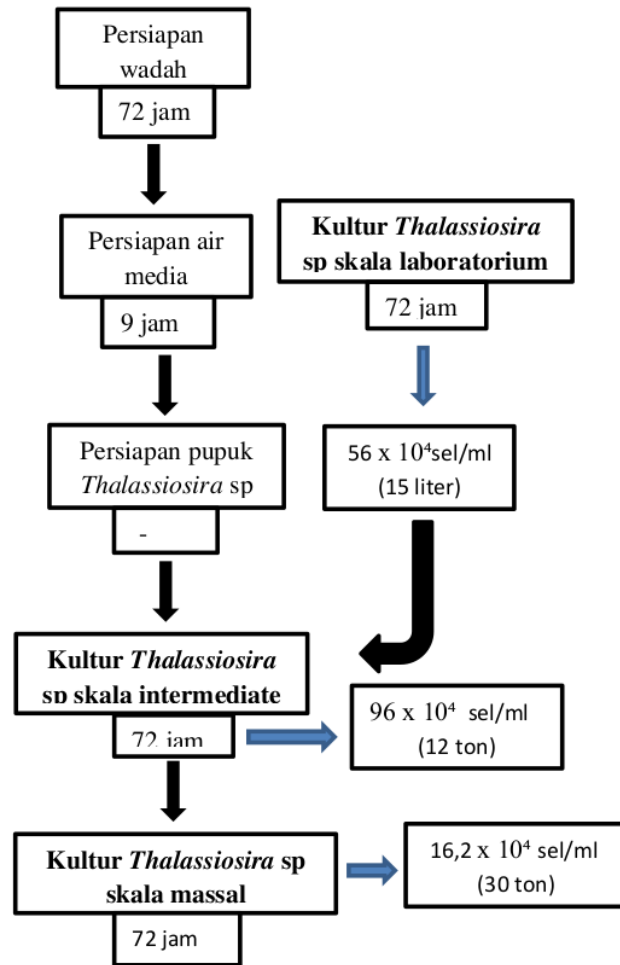 Persiapan
wadah
72 jam
Persiapan air
media
9 jam
Persiapan pupuk
Thalassiosira sp
-
Kultur Thalassiosira
sp skala laboratorium
72 jam
56 x 10⁴sel/ml
(15 liter)
Kultur Thalassiosira
sp skala intermediate
72 jam
96 x 10⁴ sel/ml
(12 ton)
Kultur Thalassiosira sp
skala massal
72 jam
16,2 x 10⁴ sel/ml
(30 ton)